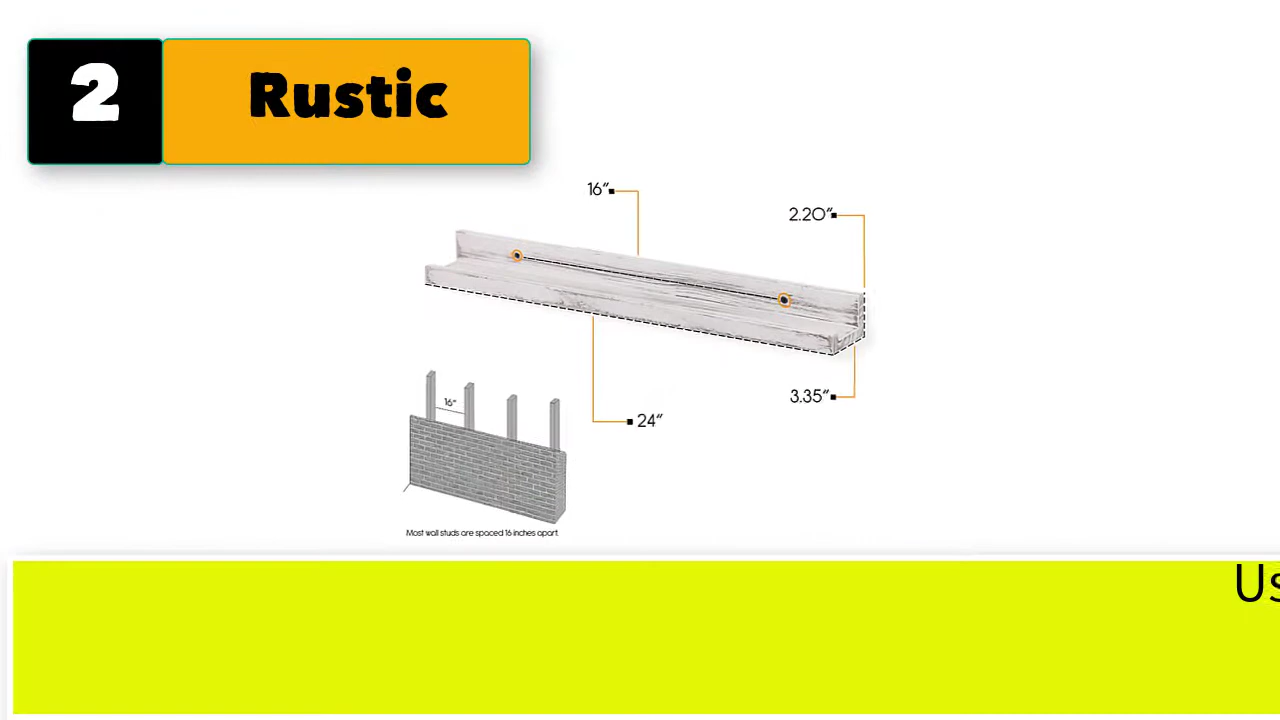 2
Rustic
16"
2.20"
16"
3.35"
24"
Most wall studs are spaced 16 inches apart
Us